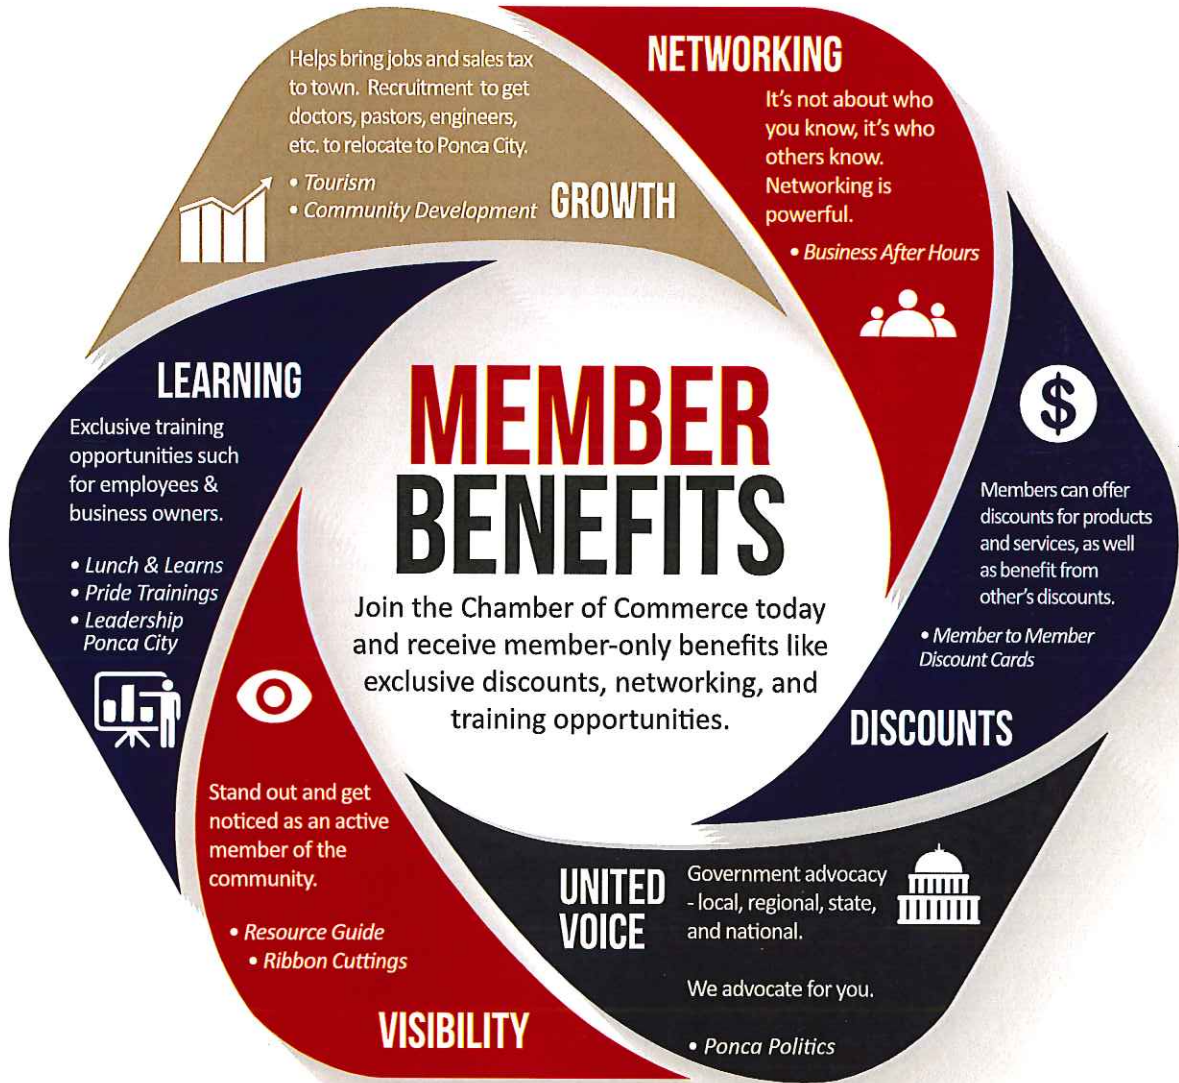 MEMBER
BENEFITS
Join the Chamber of Commerce today
and receive member-only benefits like
exclusive discounts, networking, and
training opportunities.
Helps bring jobs and sales tax
to town. Recruitment to get
doctors, pastors, engineers,
etc. to relocate to Ponca City.
• Tourism
• Community Development
GROWTH
NETWORKING
It's not about who
you know, it's who
others know.
Networking is
powerful.
• Business After Hours
$
Members can offer
discounts for products
and services, as well
as benefit from
other's discounts.
• Member to Member
Discount Cards
DISCOUNTS
UNITED
VOICE
Government advocacy
- local, regional, state,
and national.
We advocate for you.
• Ponca Politics
Stand out and get
noticed as an active
member of the
community.
• Resource Guide
• Ribbon Cuttings
VISIBILITY
LEARNING
Exclusive training
opportunities such
for employees &
business owners.
• Lunch & Learns
• Pride Trainings
• Leadership
Ponca City